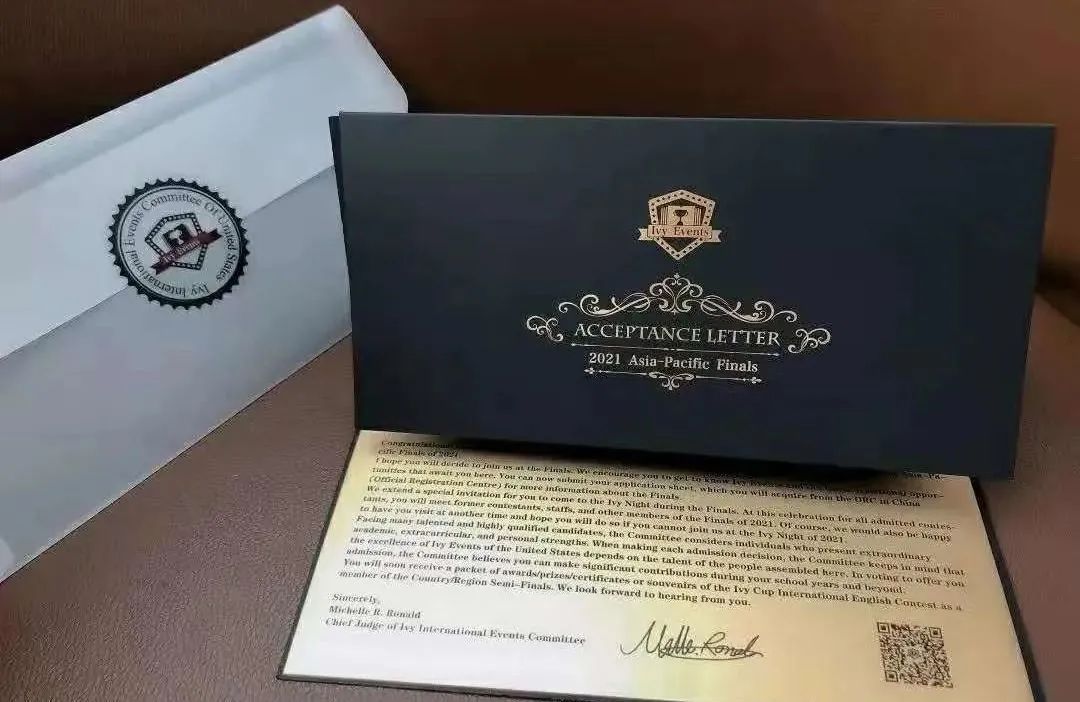 Ivy International Events Committee Of United States
Ivy Events
Ivy Events
ACCEPTANCE LETTER
2021 Asia-Pacific Finals
Congratulations
cific Finals of 2021
I hope you will decide to join us at the Finals. We encourage you to get to know Ivy Events and the oppor-
tunities that await you here. You can now submit your application sheet, which you will acquire from the ORC in China
(Official Registration Centre) for more information about the Finals.
We extend a special invitation for you to come to the Ivy Night during the Finals. At this celebration for all admitted contes-
tants, you will meet former contestants, staffs, and other members of the Finals of 2021. Of course, we would also be happy
to have you visit at another time and hope you will do so if you cannot join us at the Ivy Night of 2021.
Facing many talented and highly qualified candidates, the Committee considers individuals who present extraordinary
academic, extracurricular, and personal strengths. When making each admission decision, the Committee keeps in mind that
the excellence of Ivy Events of the United States depends on the talent of the people assembled here. In voting to offer you
admission, the Committee believes you can make significant contributions during your school years and beyond.
You will soon receive a packet of awards/prizes/certificates or souvenirs of the Ivy Cup International English Contest as a
member of the Country/Region Semi-Finals. We look forward to hearing from you.
Sincerely,
Michelle R. Ronald
Chief Judge of Ivy International Events Committee